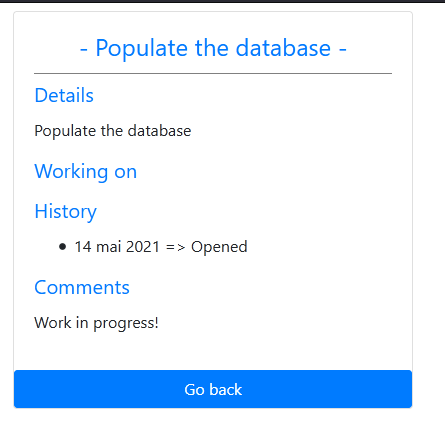 - Populate the database -
Details
Populate the database
Working on
History
• 14 mai 2021 => Opened
Comments
Work in progress!
Go back